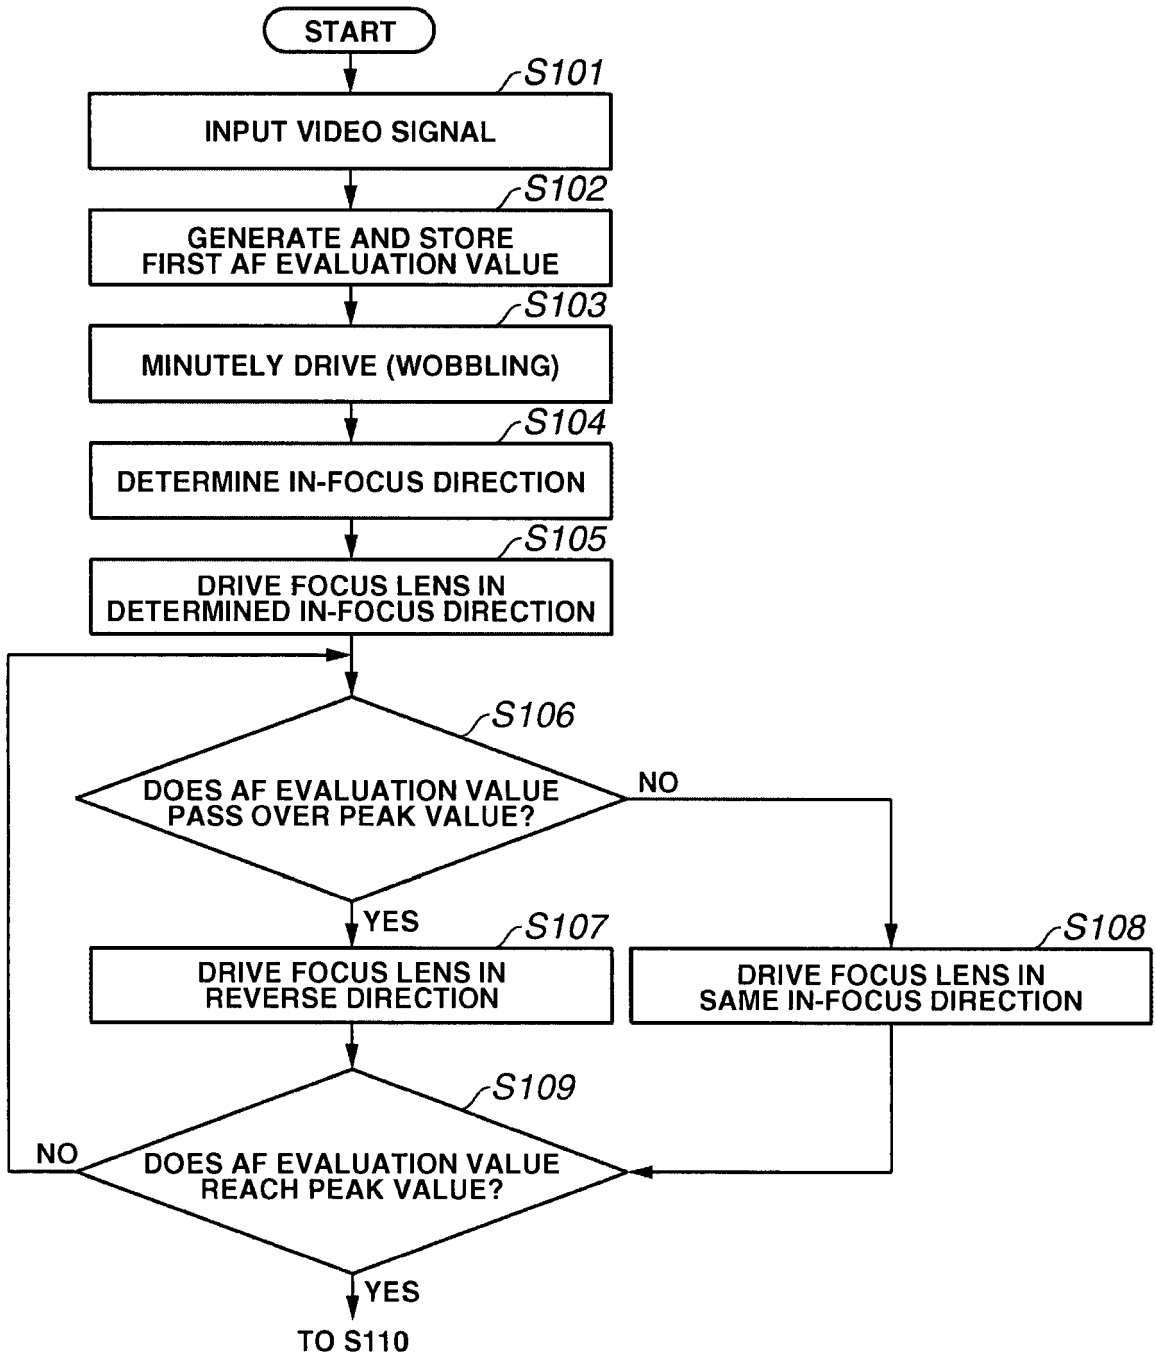 START
S101
INPUT VIDEO SIGNAL
S102
GENERATE AND STORE
FIRST AF EVALUATION VALUE
S103
MINUTELY DRIVE (WOBBLING)
S104
DETERMINE IN-FOCUS DIRECTION
S105
DRIVE FOCUS LENS IN
DETERMINED IN-FOCUS DIRECTION
S106
DOES AF EVALUATION VALUE
PASS OVER PEAK VALUE?
NO
YES
S107
DRIVE FOCUS LENS IN
REVERSE DIRECTION
S108
DRIVE FOCUS LENS IN
SAME IN-FOCUS DIRECTION
S109
DOES AF EVALUATION VALUE
REACH PEAK VALUE?
NO
YES
TO S110